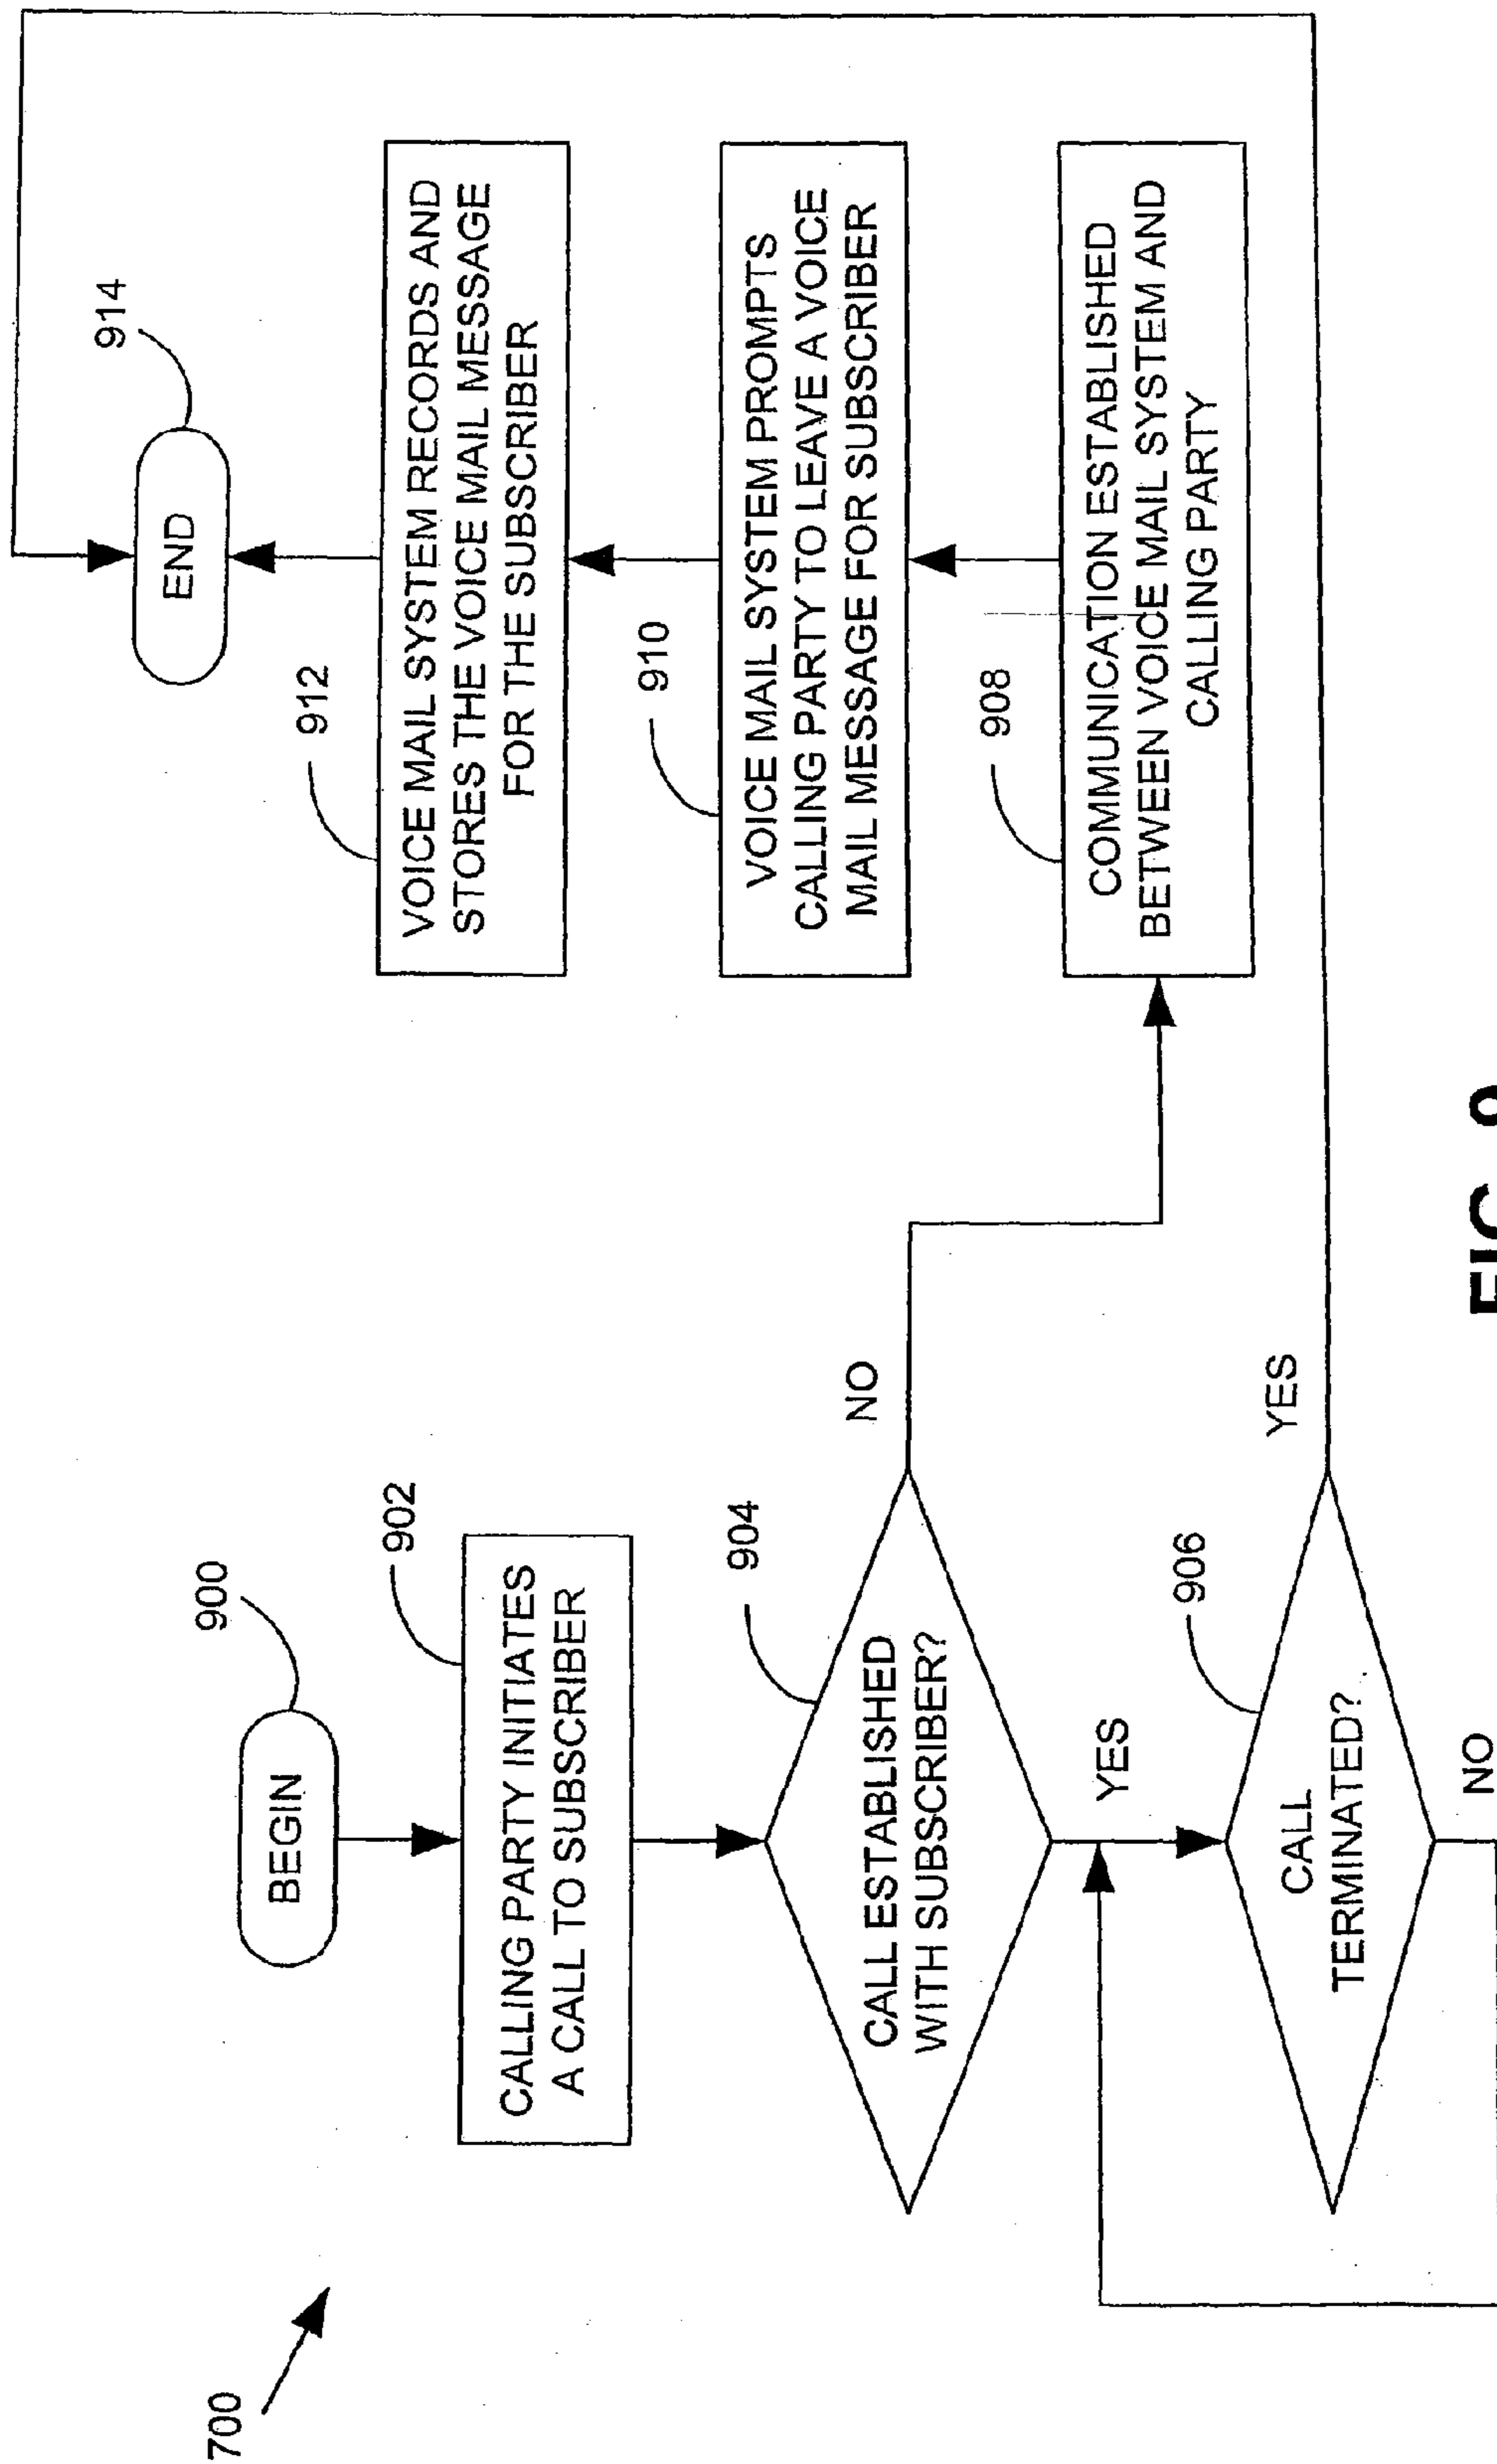 700
900
BEGIN
902
CALLING PARTY INITIATES
A CALL TO SUBSCRIBER
904
CALL ESTABLISHED
WITH SUBSCRIBER?
NO
YES
906
CALL
TERMINATED?
YES
NO
914
END
912
VOICE MAIL SYSTEM RECORDS AND
STORES THE VOICE MAIL MESSAGE
FOR THE SUBSCRIBER
910
VOICE MAIL SYSTEM PROMPTS
CALLING PARTY TO LEAVE A VOICE
MAIL MESSAGE FOR SUBSCRIBER
908
COMMUNICATION ESTABLISHED
BETWEEN VOICE MAIL SYSTEM AND
CALLING PARTY
FIG.